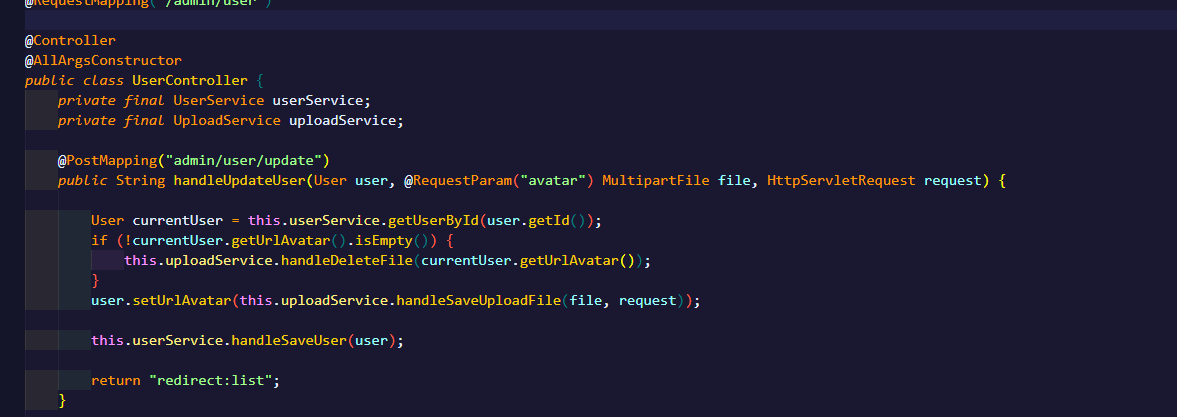 @RequestMapping("/admin/user")
@Controller
@AllArgsConstructor
public class UserController {
    private final UserService userService;
    private final UploadService uploadService;
    @PostMapping("admin/user/update")
    public String handleUpdateUser(User user, @RequestParam("avatar") MultipartFile file, HttpServletRequest request) {
        User currentUser = this.userService.getUserById(user.getId());
        if (!currentUser.getUrlAvatar().isEmpty()) {
            this.uploadService.handleDeleteFile(currentUser.getUrlAvatar());
        }
        user.setUrlAvatar(this.uploadService.handleSaveUploadFile(file, request));
        this.userService.handleSaveUser(user);
        return "redirect:list";
    }